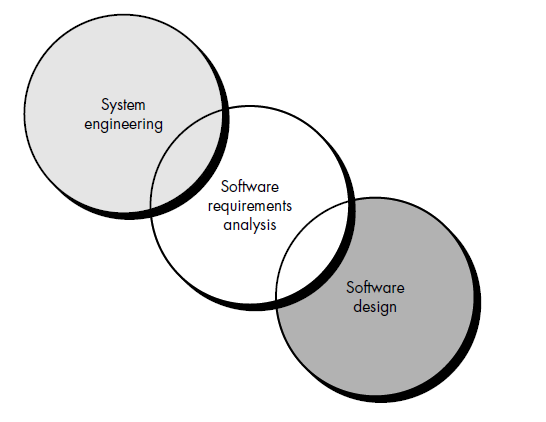 System
engineering
Software
requirements
analysis
Software
design